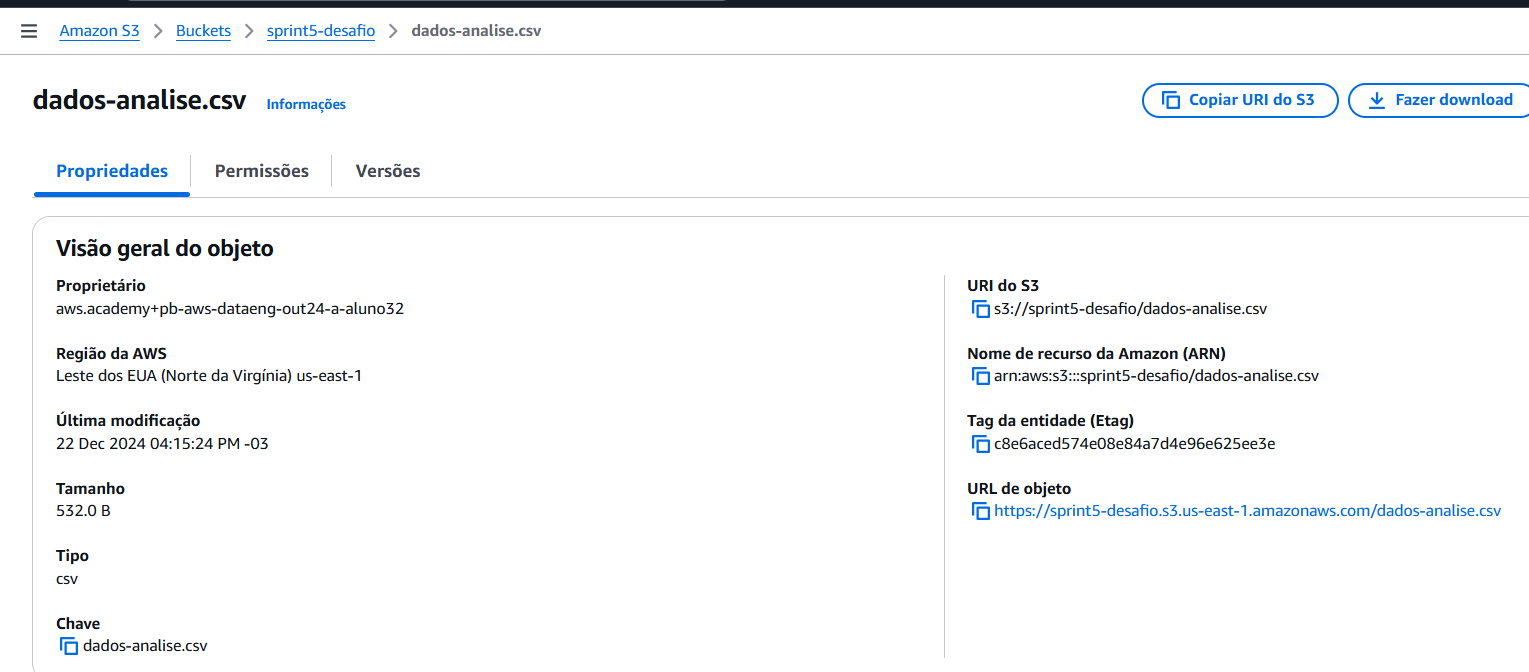 Amazon S3 > Buckets > sprint5-desafio > dados-analise.csv
dados-analise.csv Informações
Copiar URI do S3
Fazer download
Propriedades
Permissões
Versões
Visão geral do objeto
Proprietário
aws.academy+pb-aws-dataeng-out24-a-aluno32
Região da AWS
Leste dos EUA (Norte da Virgínia) us-east-1
Última modificação
22 Dec 2024 04:15:24 PM -03
Tamanho
532.0 B
Tipo
csv
Chave
dados-analise.csv
URI do S3
s3://sprint5-desafio/dados-analise.csv
Nome de recurso da Amazon (ARN)
arn:aws:s3:::sprint5-desafio/dados-analise.csv
Tag da entidade (Etag)
c8e6aced574e08e84a7d4e96e625ee3e
URL de objeto
https://sprint5-desafio.s3.us-east-1.amazonaws.com/dados-analise.csv